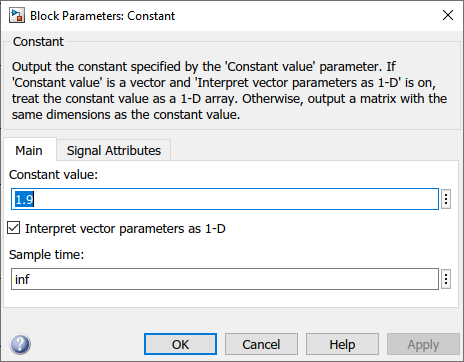 Block Parameters: Constant
Constant
Output the constant specified by the 'Constant value' parameter. If
'Constant value' is a vector and 'Interpret vector parameters as 1-D' is on,
treat the constant value as a 1-D array. Otherwise, output a matrix with the
same dimensions as the constant value.
Main Signal Attributes
Constant value:
1.9
Interpret vector parameters as 1-D
Sample time:
inf
OK Cancel Help Apply